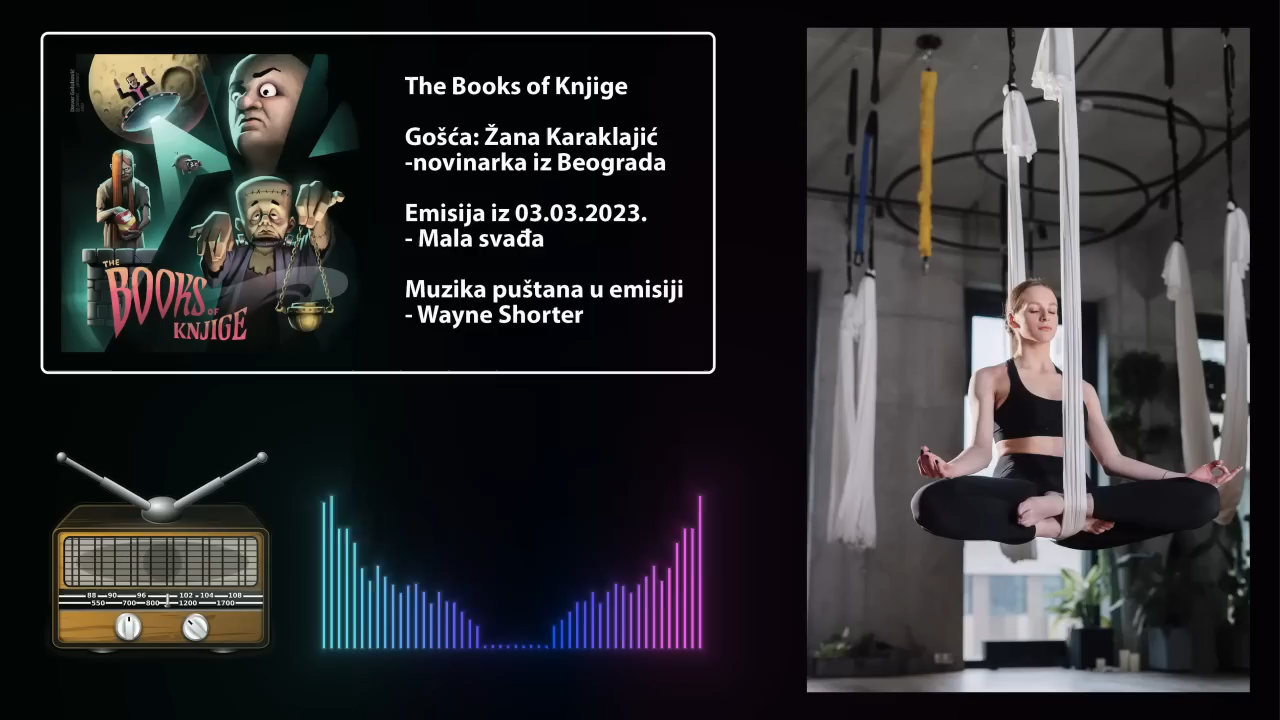 The Books of Knjige
Gošća: Žana Karaklajić
-novinarka iz Beograda
Emisija iz 03.03.2023.
- Mala svađa
Muzika puštana u emisiji
- Wayne Shorter
THE
BOOKS
OF
KNJIGE
88 90 96 102 104 108
550 700 800 1200 1700